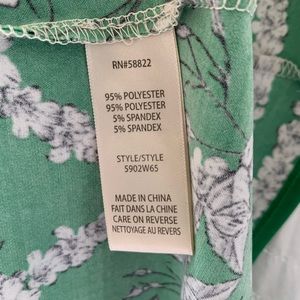 RN#58822
95% POLYESTER
95% POLYESTER
5% SPANDEX
5% SPANDEX
STYLE/STYLE
5902W65
MADE IN CHINA
FAIT DANS LA CHINE
CARE ON REVERSE
NETTOYAGE AU REVERS